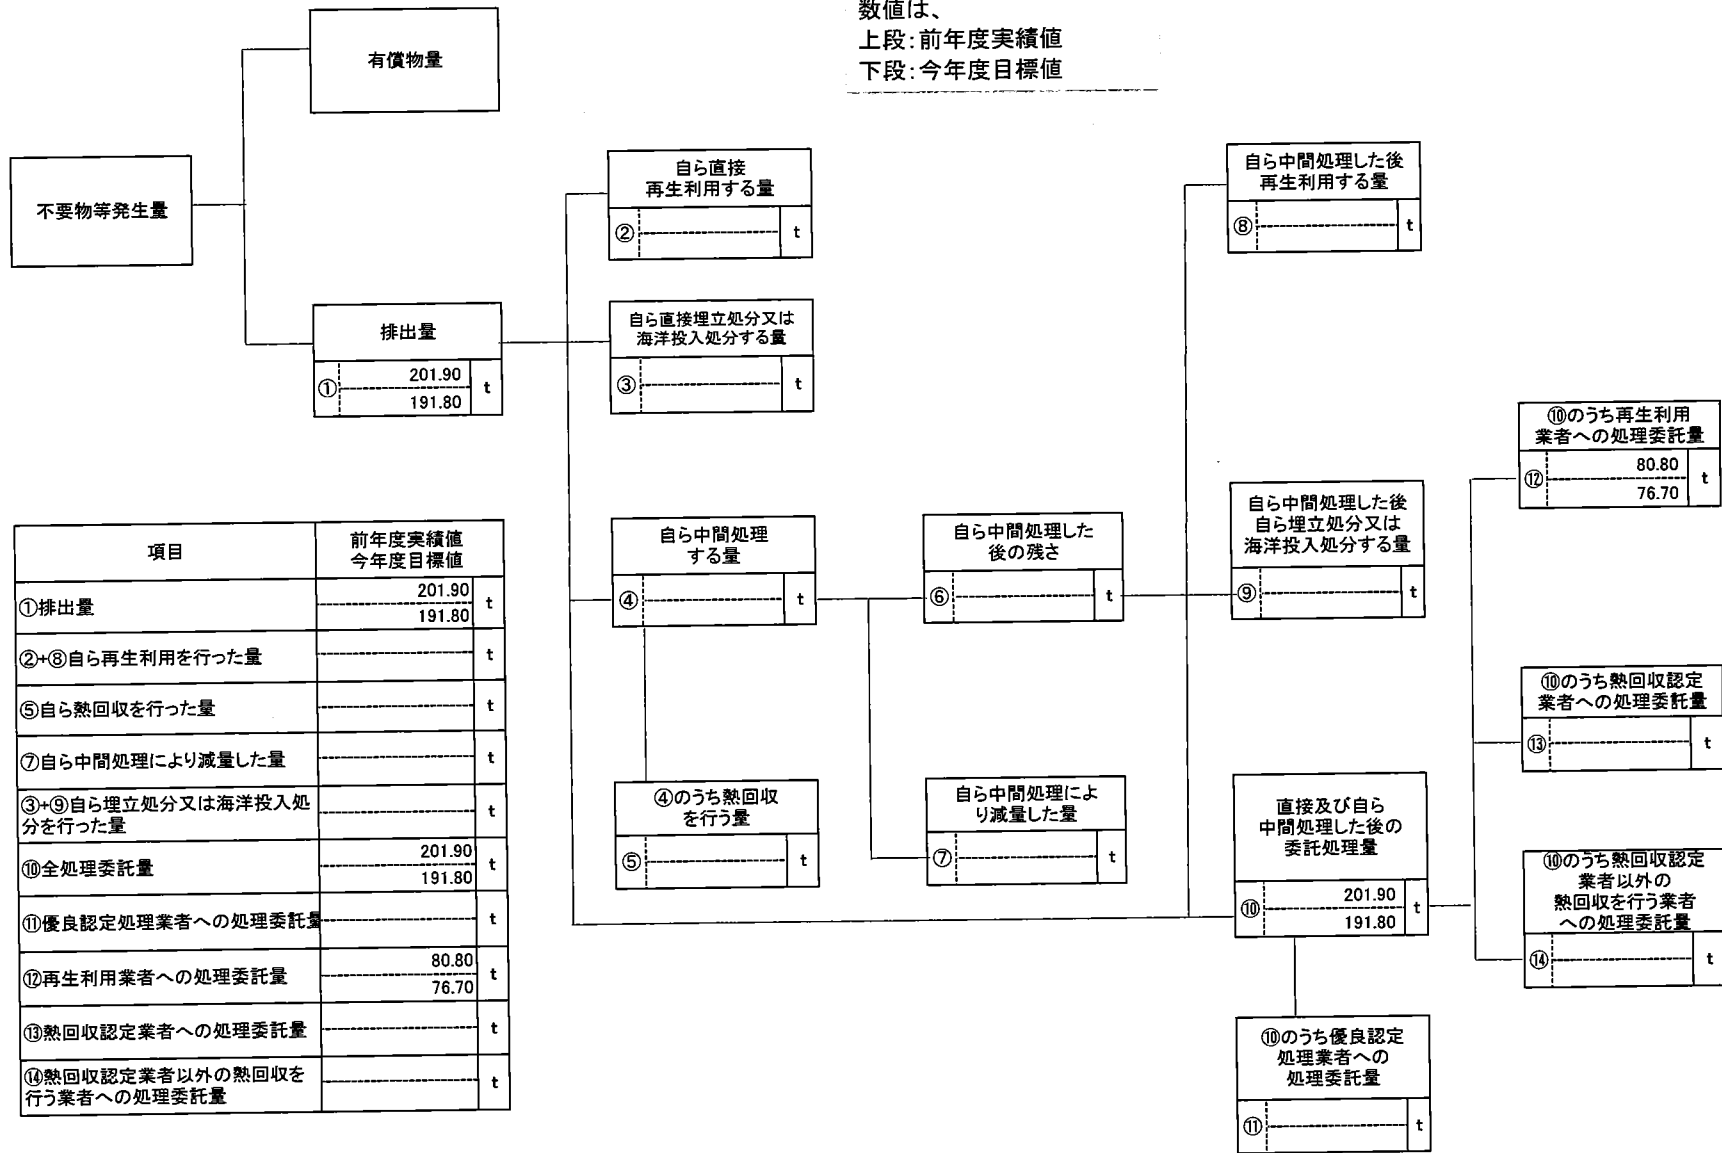 数値は、
上段：前年度実績値
下段：今年度目標値
有償物量
不要物等発生量
排出量
① 201.90 t
191.80
自ら直接
再生利用する量
② t
自ら直接埋立処分又は
海洋投入処分する量
③ t
自ら中間処理
する量
④ t
④のうち熱回収
を行う量
⑤ t
自ら中間処理した
後の残さ
⑥ t
自ら中間処理によ
り減量した量
⑦ t
自ら中間処理した後
再生利用する量
⑧ t
自ら中間処理した後
自ら埋立処分又は
海洋投入処分する量
⑨ t
直接及び自ら
中間処理した後の
委託処理量
⑩ 201.90 t
191.80
⑩のうち優良認定
処理業者への
処理委託量
⑪ t
⑩のうち再生利用
業者への処理委託量
⑫ 80.80 t
76.70
⑩のうち熱回収認定
業者への処理委託量
⑬ t
⑩のうち熱回収認定
業者以外の
熱回収を行う業者
への処理委託量
⑭ t
項目 前年度実績値
今年度目標値
①排出量 201.90 t
191.80
②+⑧自ら再生利用を行った量 t
⑤自ら熱回収を行った量 t
⑦自ら中間処理により減量した量 t
③+⑨自ら埋立処分又は海洋投入処
分を行った量 t
⑩全処理委託量 201.90 t
191.80
⑪優良認定処理業者への処理委託量 t
⑫再生利用業者への処理委託量 80.80 t
76.70
⑬熱回収認定業者への処理委託量 t
⑭熱回収認定業者以外の熱回収を
行う業者への処理委託量 t